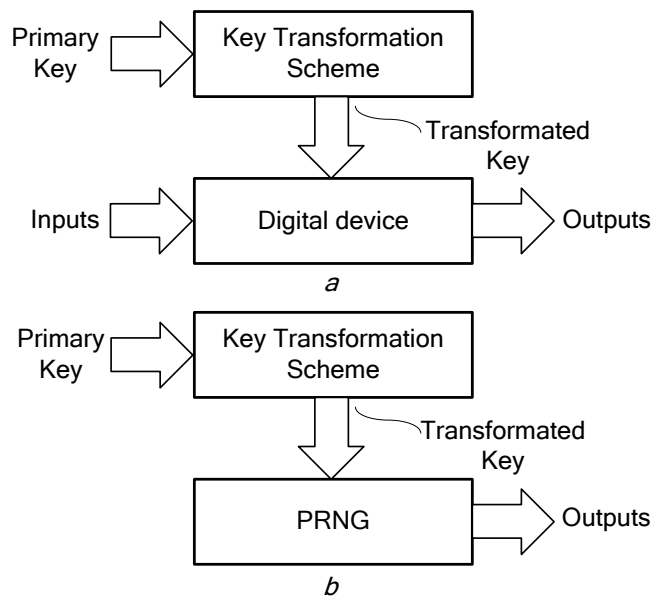 Primary
Key
Key Transformation
Scheme
Transformated
Key
Inputs
Digital device
Outputs
a
Primary
Key
Key Transformation
Scheme
Transformated
Key
PRNG
Outputs
b